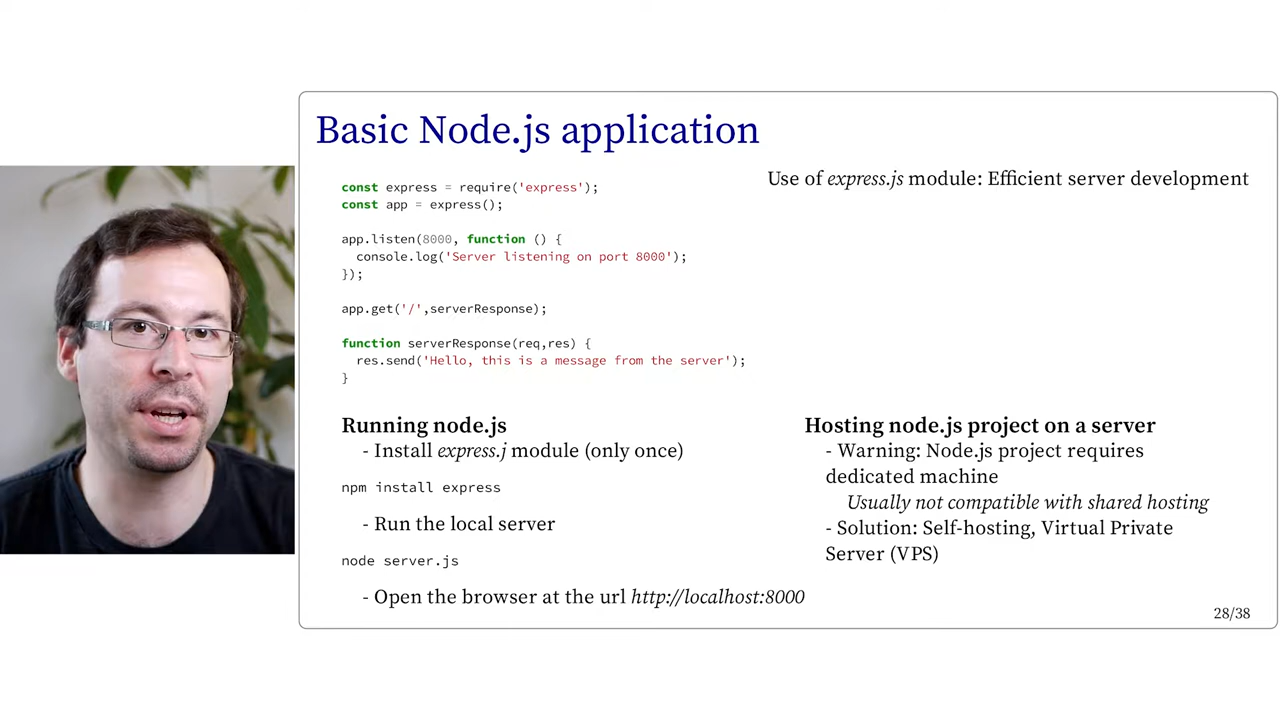 Basic Node.js application
Use of express.js module: Efficient server development
const express = require('express');
const app = express();
app.listen(8000, function () {
console.log('Server listening on port 8000');
});
app.get('/',serverResponse);
function serverResponse(req,res) {
res.send('Hello, this is a message from the server');
}
Running node.js
- Install express.j module (only once)
npm install express
- Run the local server
node server.js
- Open the browser at the url http://localhost:8000
Hosting node.js project on a server
- Warning: Node.js project requires
dedicated machine
Usually not compatible with shared hosting
- Solution: Self-hosting, Virtual Private
Server (VPS)
28/38